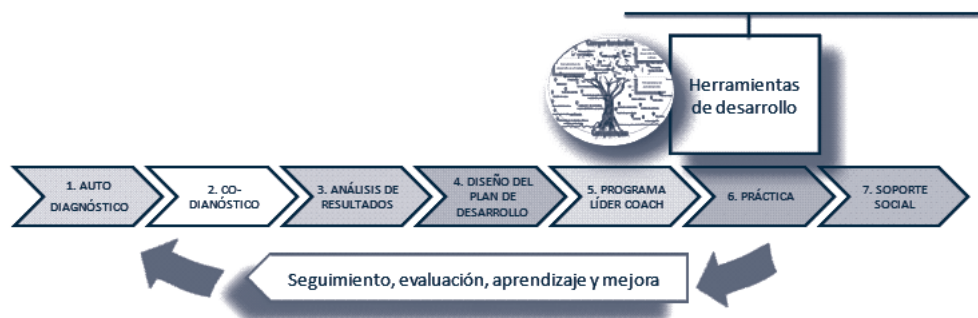 Competencias
Herramientas
de desarrollo
1. AUTO
DIAGNÓSTICO
2. CO-
DIANÓSTICO
3. ANÁLISIS DE
RESULTADOS
4. DISEÑO DEL
PLAN DE
DESARROLLO
5. PROGRAMA
LÍDER COACH
6. PRÁCTICA
7. SOPORTE
SOCIAL
Seguimiento, evaluación, aprendizaje y mejora